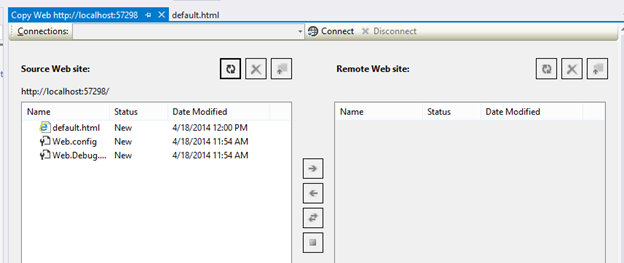 Copy Web http://localhost:57298 default.html
Connections: Connect Disconnect
Source Web site: Remote Web site:
http://localhost:57298/
Name Status Date Modified Name Status Date Modified
default.html New 4/18/2014 12:00 PM
Web.config New 4/18/2014 11:54 AM
Web.Debug.... New 4/18/2014 11:54 AM